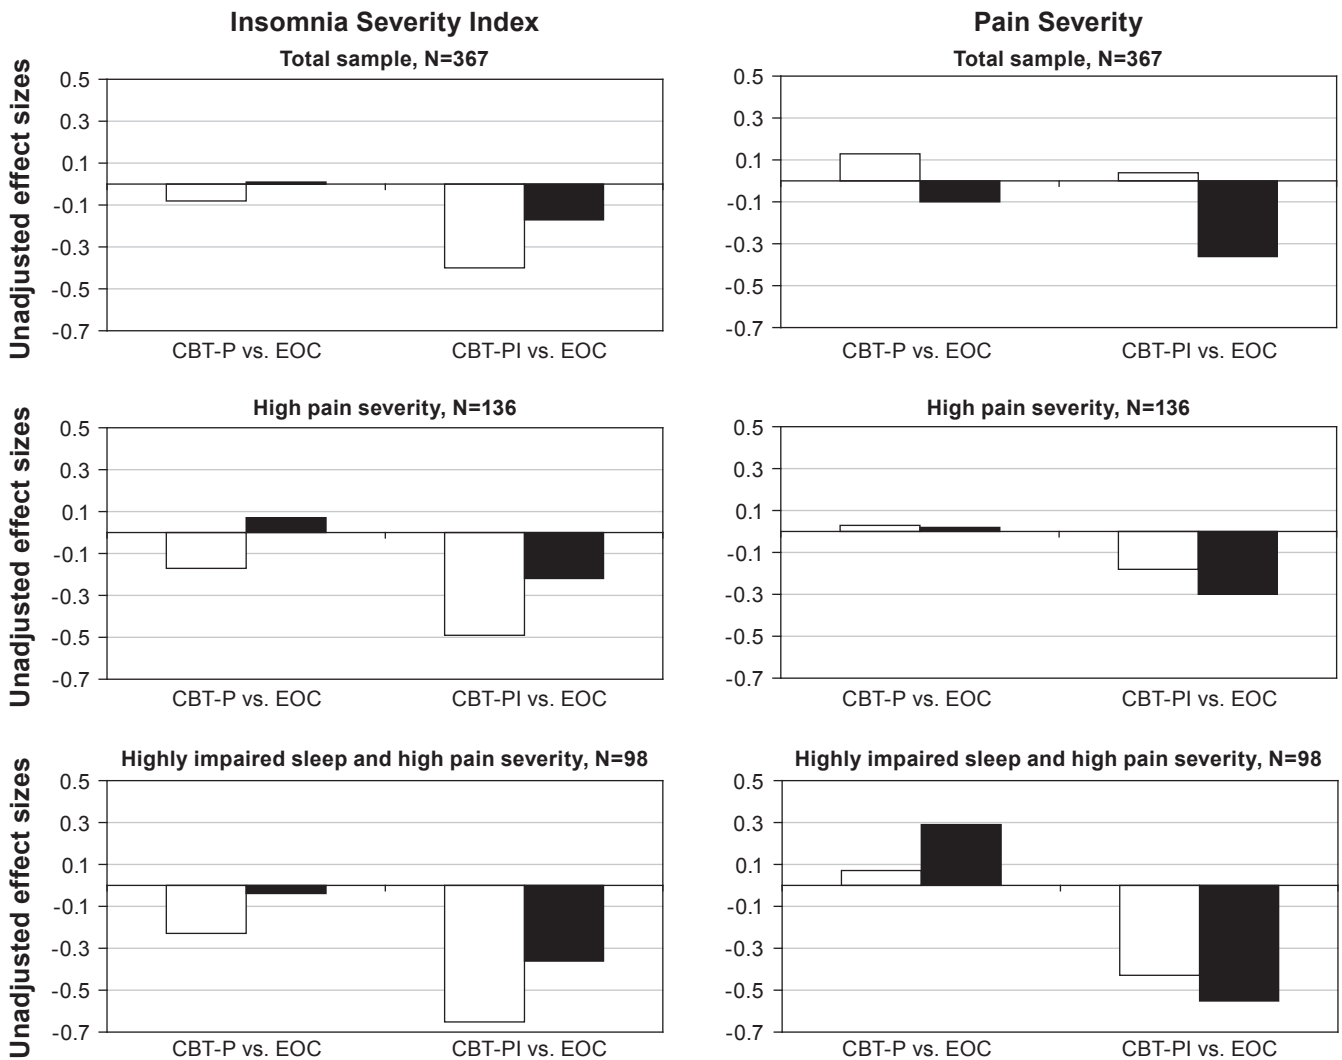 Insomnia Severity Index
Total sample, N=367
Unadjusted effect sizes
0.5
0.3
0.1
-0.1
-0.3
-0.5
-0.7
CBT-P vs. EOC
CBT-PI vs. EOC
Pain Severity
Total sample, N=367
0.5
0.3
0.1
-0.1
-0.3
-0.5
-0.7
CBT-P vs. EOC
CBT-PI vs. EOC
High pain severity, N=136
Unadjusted effect sizes
0.5
0.3
0.1
-0.1
-0.3
-0.5
-0.7
CBT-P vs. EOC
CBT-PI vs. EOC
High pain severity, N=136
0.5
0.3
0.1
-0.1
-0.3
-0.5
-0.7
CBT-P vs. EOC
CBT-PI vs. EOC
Highly impaired sleep and high pain severity, N=98
Unadjusted effect sizes
0.5
0.3
0.1
-0.1
-0.3
-0.5
-0.7
CBT-P vs. EOC
CBT-PI vs. EOC
Highly impaired sleep and high pain severity, N=98
0.5
0.3
0.1
-0.1
-0.3
-0.5
-0.7
CBT-P vs. EOC
CBT-PI vs. EOC